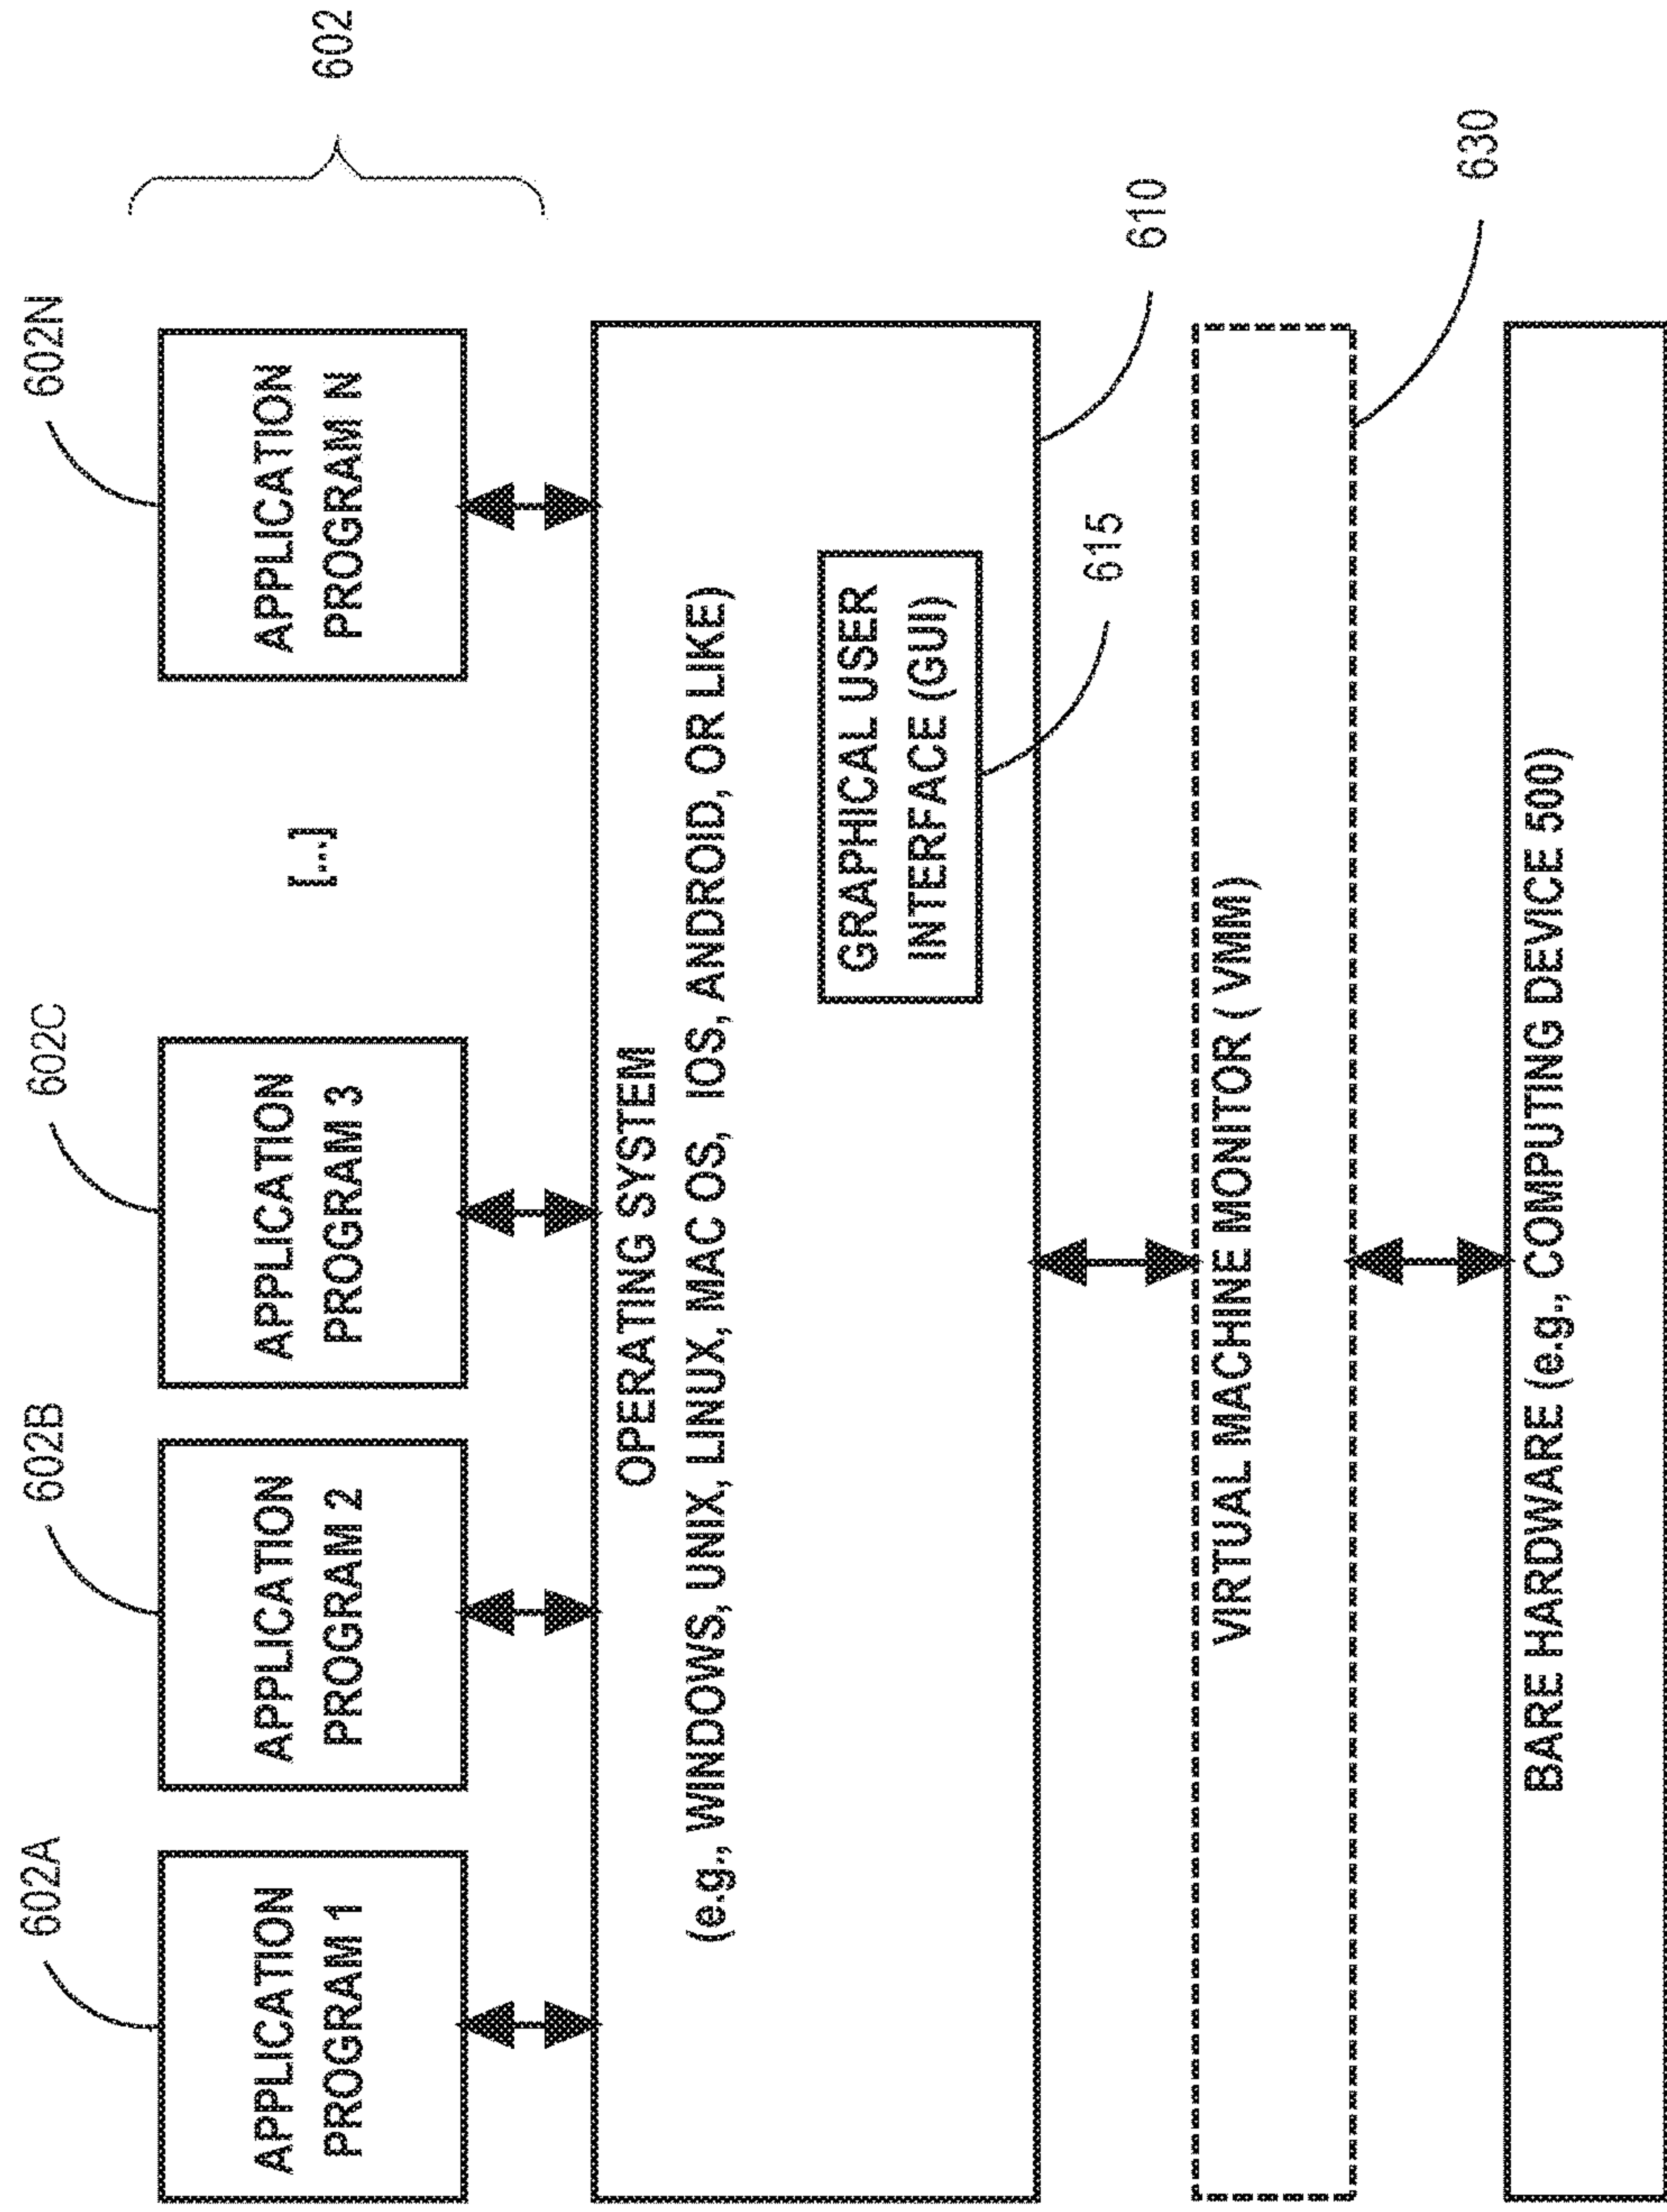 602A
602B
602C
602N
602
APPLICATION
PROGRAM 1
APPLICATION
PROGRAM 2
APPLICATION
PROGRAM 3
[...]
APPLICATION
PROGRAM N
OPERATING SYSTEM
(e.g., WINDOWS, UNIX, LINUX, MAC OS, IOS, ANDROID, OR LIKE)
GRAPHICAL USER
INTERFACE (GUI)
615
610
VIRTUAL MACHINE MONITOR ( VMM)
630
BARE HARDWARE (e.g., COMPUTING DEVICE 500)